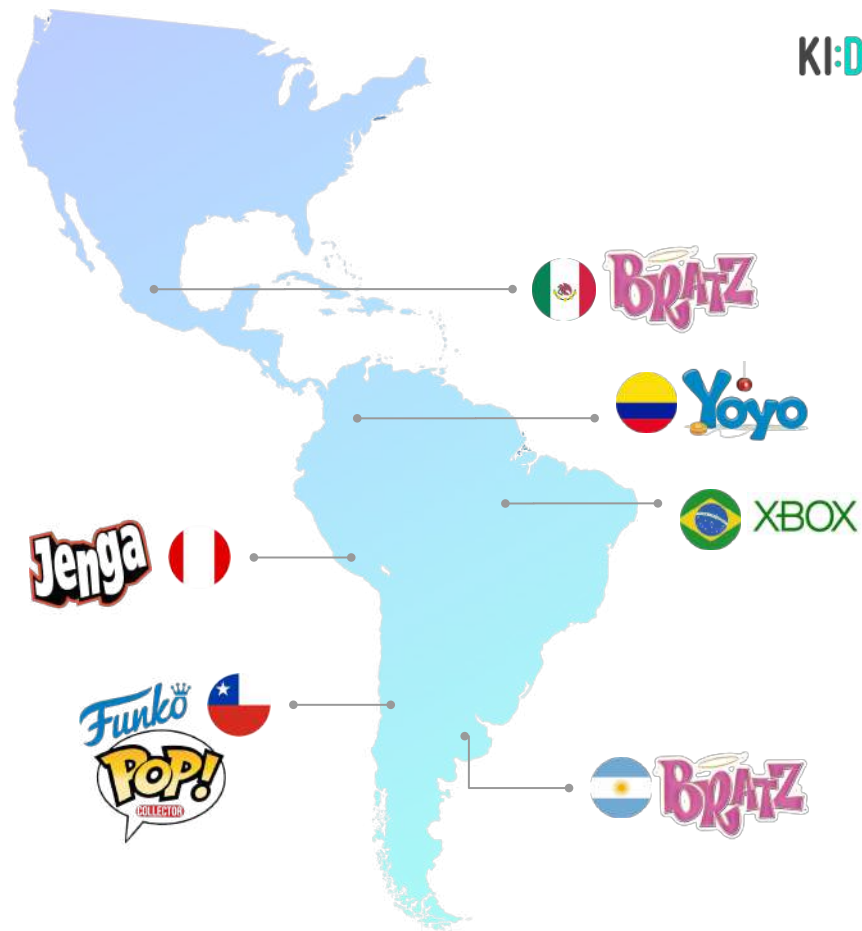 KI:D
BRATZ
Yoyo
XBOX
Jenga
Funko
POP!
COLLECTOR
BRATZ